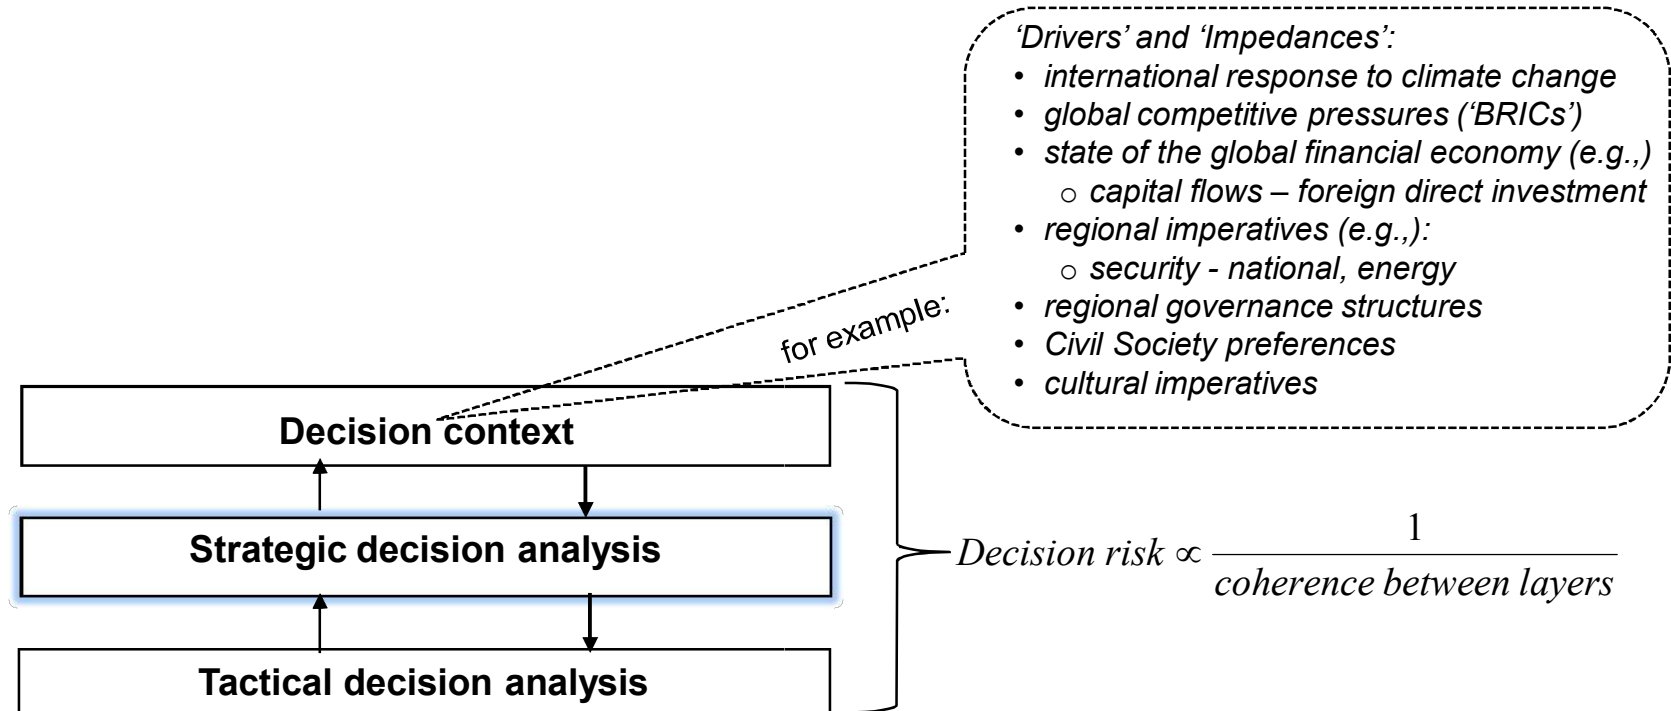 ‘Drivers’ and ‘Impedances’:
• international response to climate change
• global competitive pressures (‘BRICs’)
• state of the global financial economy (e.g.,)
o capital flows – foreign direct investment
• regional imperatives (e.g.,):
o security - national, energy
• regional governance structures
• Civil Society preferences
• cultural imperatives
for example:
Decision context
Strategic decision analysis
Tactical decision analysis
Decision risk ∝ 1
coherence between layers